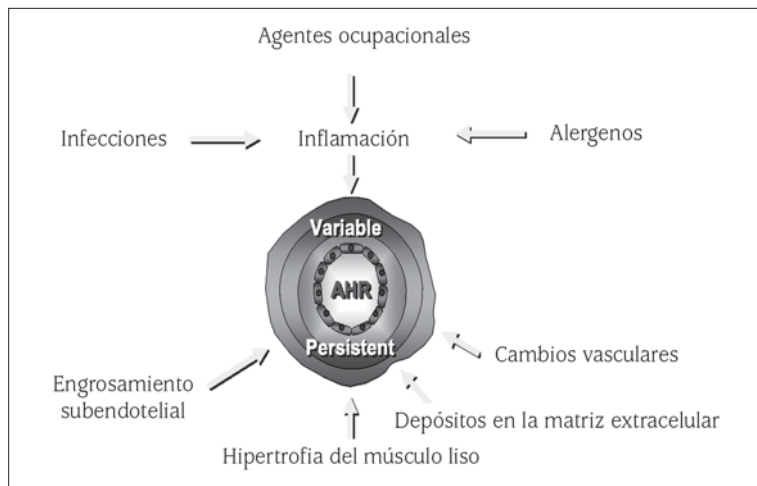 Agentes ocupacionales
Infecciones
Inflamación
Alergenos
Variable
AHR
Persistent
Cambios vasculares
Engrosamiento
subendotelial
Depósitos en la matriz extracelular
Hipertrofia del músculo liso